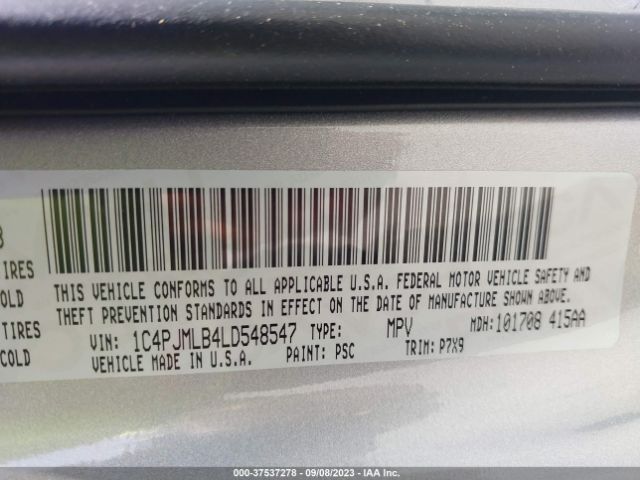 3
IRES
OLD
IRES
COLD
THIS VEHICLE CONFORMS TO ALL APPLICABLE U.S.A. FEDERAL MOTOR VEHICLE SAFETY AND
THEFT PREVENTION STANDARDS IN EFFECT ON THE DATE OF MANUFACTURE SHOWN ABOVE.
VIN: 1C4PJMLB4LD548547 TYPE: MPV MDH: 101708 415AA
VEHICLE MADE IN U.S.A. PAINT: PSC TRIM: P7X9
000-37537278 - 09/08/2023 - IAA Inc.